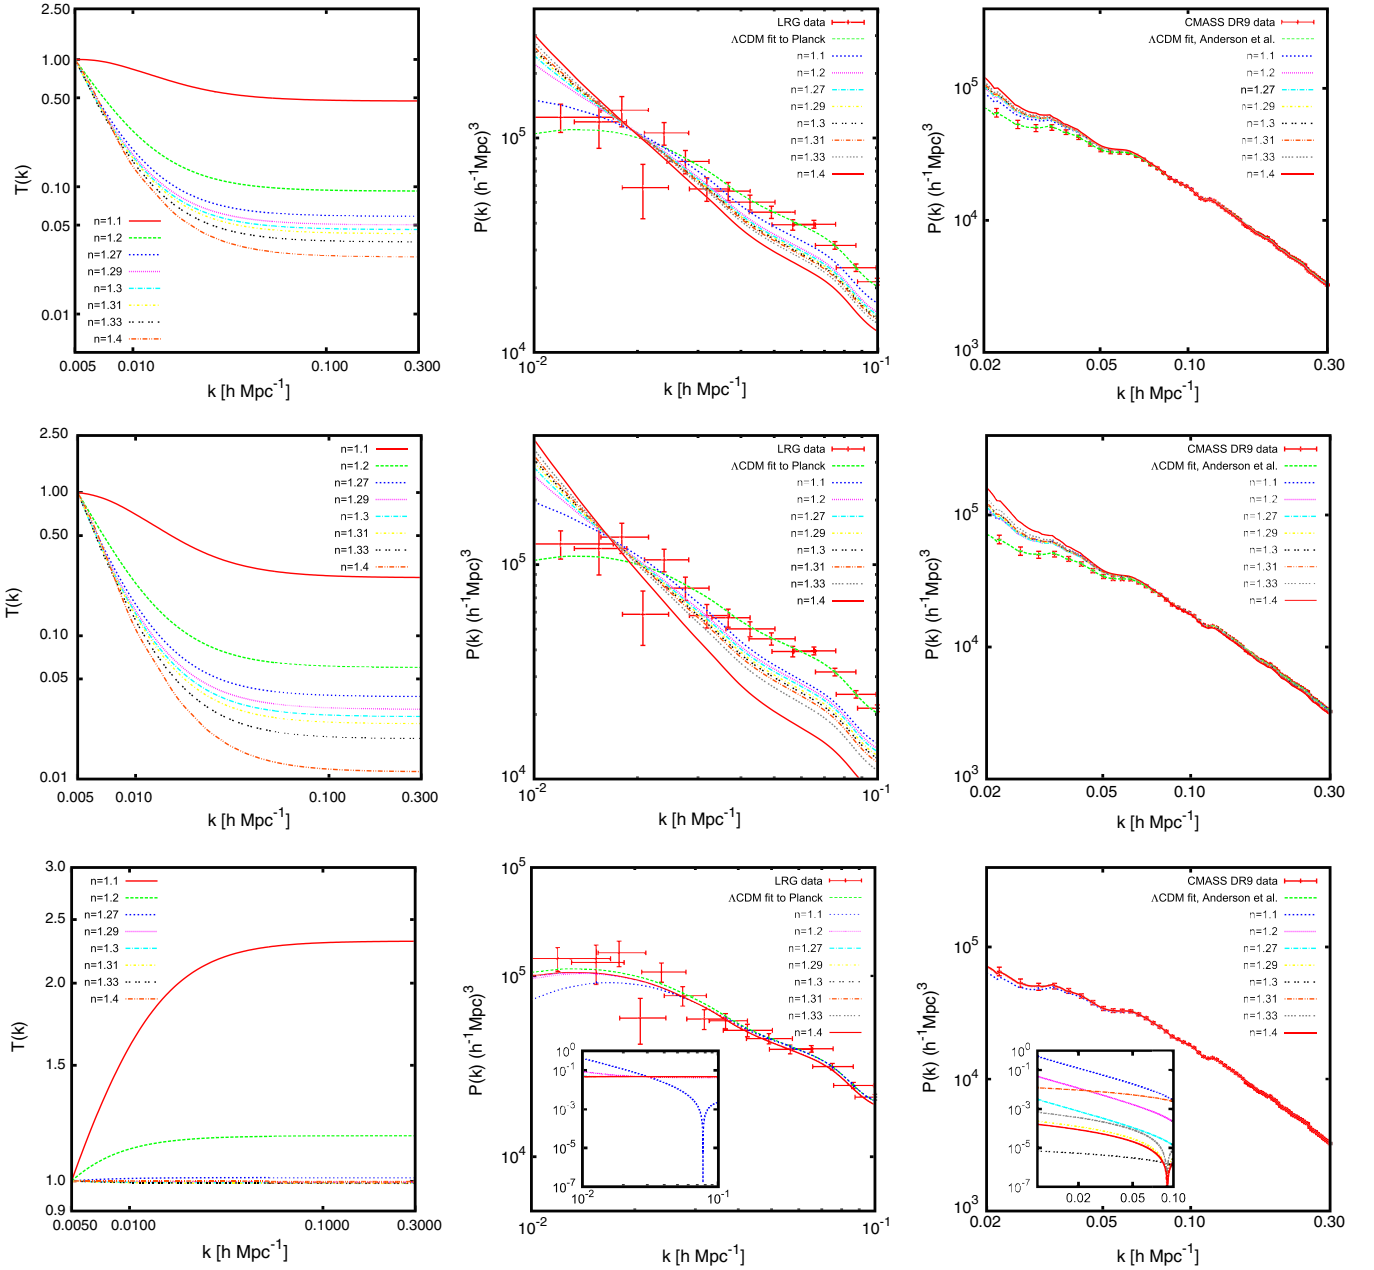 2.50
1.00
0.50
0.10
0.05
0.01
T(k)
n=1.1
n=1.2
n=1.27
n=1.29
n=1.3
n=1.31
n=1.33
n=1.4
0.005
0.010
0.100
0.300
k [h Mpc⁻¹]
LRG data
ΛCDM fit to Planck
n=1.1
n=1.2
n=1.27
n=1.29
n=1.3
n=1.31
n=1.33
n=1.4
P(k) (h⁻¹Mpc)³
10⁵
10⁴
10⁻²
10⁻¹
k [h Mpc⁻¹]
CMASS DR9 data
ΛCDM fit, Anderson et al.
n=1.1
n=1.2
n=1.27
n=1.29
n=1.3
n=1.31
n=1.33
n=1.4
P(k) (h⁻¹Mpc)³
10⁵
10⁴
10³
0.02
0.05
0.10
0.30
k [h Mpc⁻¹]
2.50
1.00
0.50
0.10
0.05
0.01
T(k)
n=1.1
n=1.2
n=1.27
n=1.29
n=1.3
n=1.31
n=1.33
n=1.4
0.005
0.010
0.100
0.300
k [h Mpc⁻¹]
LRG data
ΛCDM fit to Planck
n=1.1
n=1.2
n=1.27
n=1.29
n=1.3
n=1.31
n=1.33
n=1.4
P(k) (h⁻¹Mpc)³
10⁵
10⁴
10⁻²
10⁻¹
k [h Mpc⁻¹]
CMASS DR9 data
ΛCDM fit, Anderson et al.
n=1.1
n=1.2
n=1.27
n=1.29
n=1.3
n=1.31
n=1.33
n=1.4
P(k) (h⁻¹Mpc)³
10⁵
10⁴
10³
0.02
0.05
0.10
0.30
k [h Mpc⁻¹]
3.0
2.5
2.0
1.5
1.0
0.9
T(k)
n=1.1
n=1.2
n=1.27
n=1.29
n=1.3
n=1.31
n=1.33
n=1.4
0.0050
0.0100
0.1000
0.3000
k [h Mpc⁻¹]
LRG data
ΛCDM fit to Planck
n=1.1
n=1.2
n=1.27
n=1.29
n=1.3
n=1.31
n=1.33
n=1.4
P(k) (h⁻¹Mpc)³
10⁵
10⁵
10⁴
10⁰
10⁻¹
10⁻³
10⁻⁵
10⁻⁷
10⁻²
10⁻¹
10⁻¹
k [h Mpc⁻¹]
CMASS DR9 data
ΛCDM fit, Anderson et al.
n=1.1
n=1.2
n=1.27
n=1.29
n=1.3
n=1.31
n=1.33
n=1.4
P(k) (h⁻¹Mpc)³
10⁵
10⁴
10³
10⁰
10⁻¹
10⁻³
10⁻⁵
10⁻⁷
0.02
0.05
0.10
0.02
0.05
0.10
0.30
k [h Mpc⁻¹]